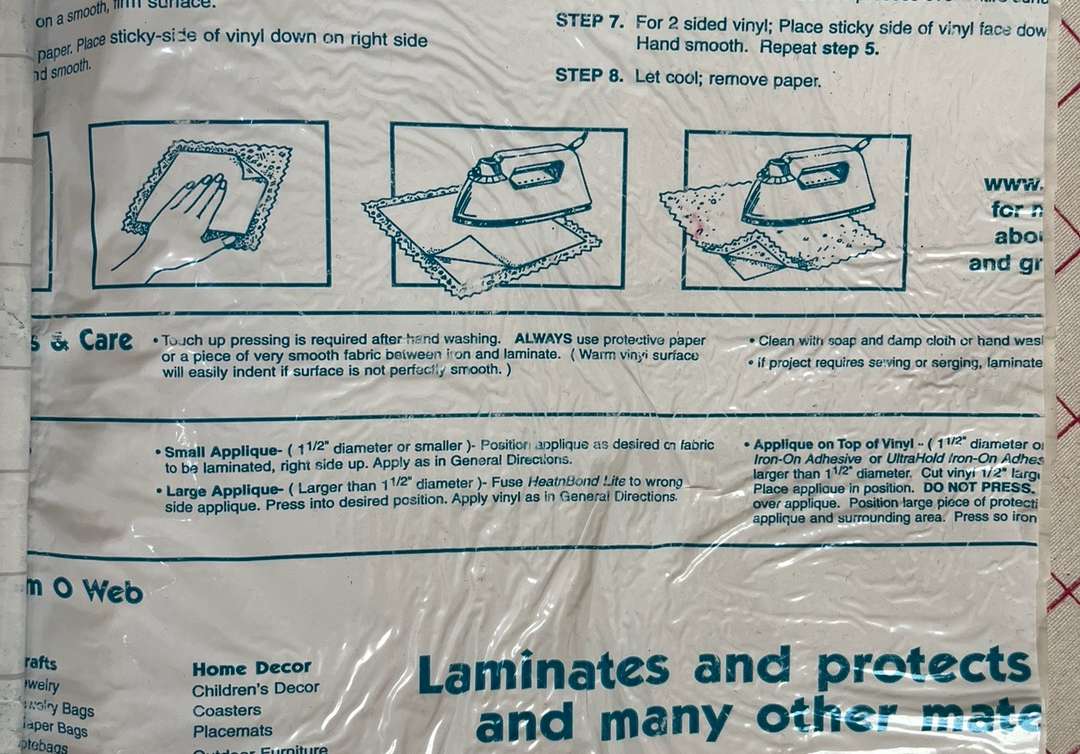 on a smooth, firm surface.
paper. Place sticky-side of vinyl down on right side
nd smooth.
STEP 7. For 2 sided vinyl; Place sticky side of vinyl face dow
Hand smooth. Repeat step 5.
STEP 8. Let cool; remove paper.
www.
for
abo
and gr
s & Care
• Touch up pressing is required after hand washing. ALWAYS use protective paper
or a piece of very smooth fabric between iron and laminate. ( Warm vinyl surface
will easily indent if surface is not perfectly smooth. )
• Clean with soap and damp cloth or hand was
• If project requires sewing or serging, laminate
• Small Applique- ( 1 1/2" diameter or smaller )- Position applique as desired on fabric
to be laminated, right side up. Apply as in General Directions.
• Large Applique- ( Larger than 1 1/2" diameter )- Fuse HeatnBond Lite to wrong
side applique. Press into desired position. Apply vinyl as in General Directions.
• Applique on Top of Vinyl - ( 1 1/2" diameter o
Iron-On Adhesive or UltraHold Iron-On Adhes
larger than 1 1/2" diameter. Cut vinyl 1/2" larg
Place applique in position. DO NOT PRESS.
over applique. Position large piece of protecti
applique and surrounding area. Press so iron
m O Web
rafts
welry
Bags
aper Bags
otebags
Home Decor
Children's Decor
Coasters
Placemats
Outdoor Furniture
Laminates and protects
and many other mate